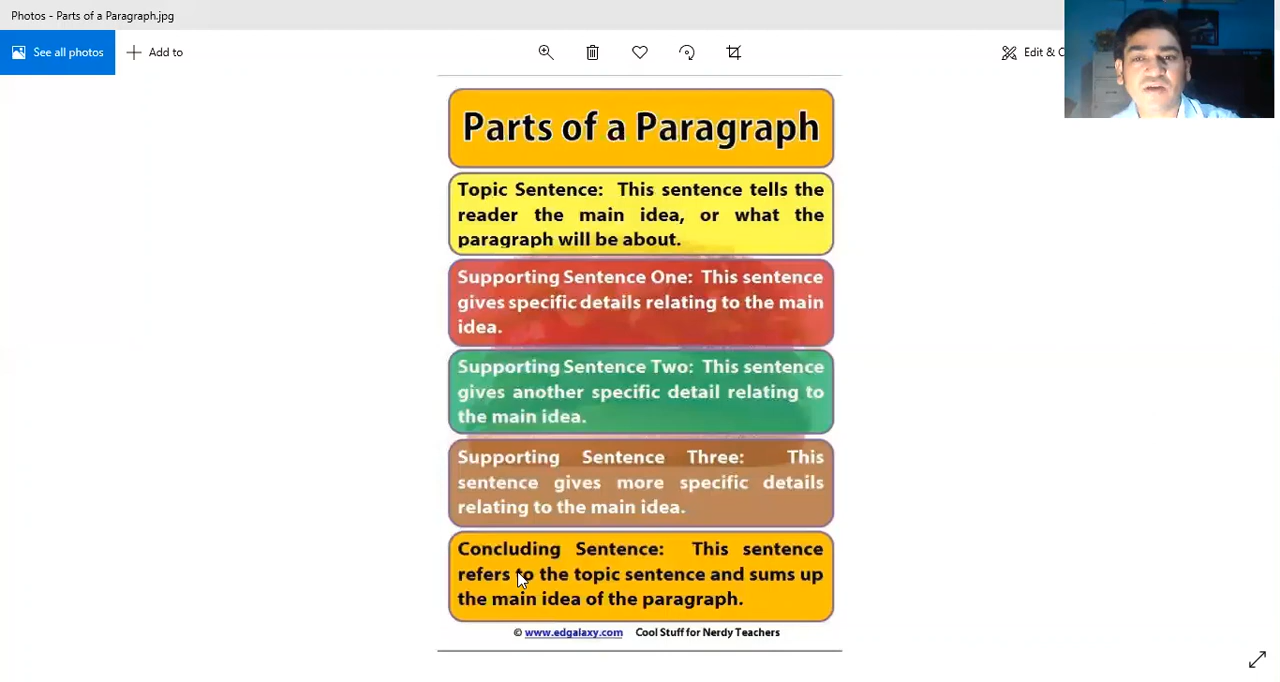 Photos - Parts of a Paragraph.jpg
See all photos
Add to
Edit & C
Parts of a Paragraph
Topic Sentence: This sentence tells the
reader the main idea, or what the
paragraph will be about.
Supporting Sentence One: This sentence
gives specific details relating to the main
idea.
Supporting Sentence Two: This sentence
gives another specific detail relating to
the main idea.
Supporting Sentence Three: This
sentence gives more specific details
relating to the main idea.
Concluding Sentence: This sentence
refers to the topic sentence and sums up
the main idea of the paragraph.
© www.edgalaxy.com Cool Stuff for Nerdy Teachers